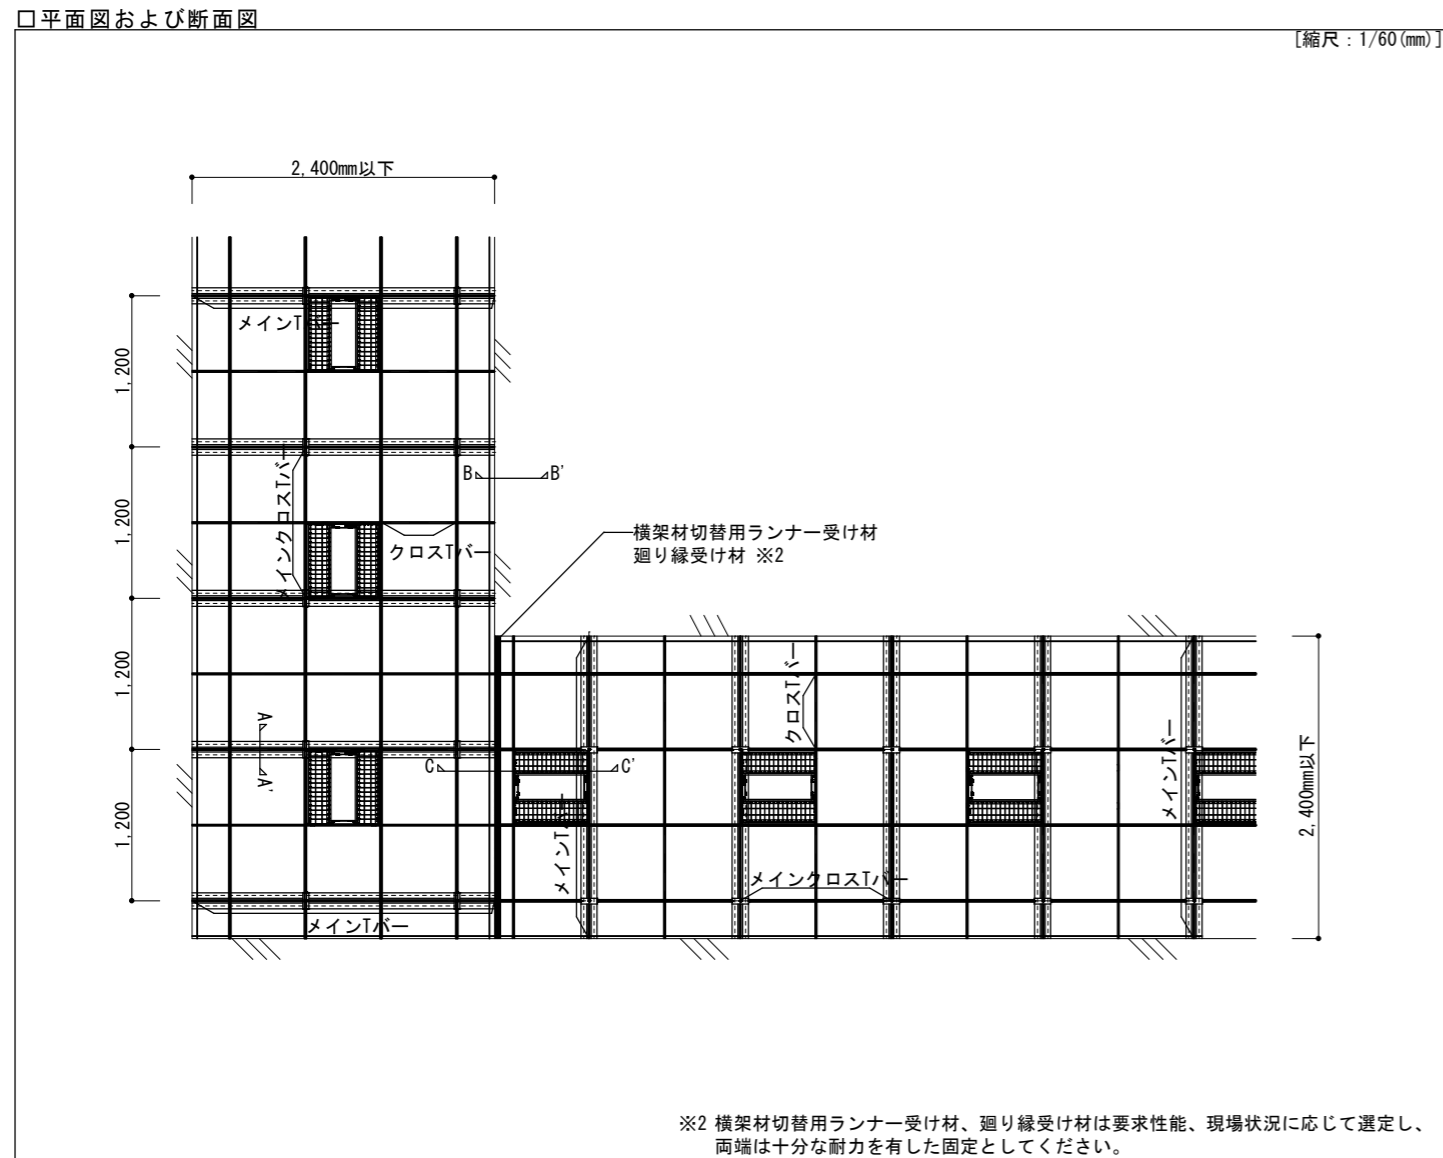 □平面図および断面図
[縮尺：1/60(mm)]
2,400mm以下
メインTバー
1,200
メインクロスTバー
B B'
1,200
クロスTバー
横架材切替用ランナー受け材
廻り縁受け材 ※2
1,200
A A'
クロスTバー
メインTバー
C C'
2,400mm以下
1,200
メインTバー
メインクロスTバー
メインTバー
※2 横架材切替用ランナー受け材、廻り縁受け材は要求性能、現場状況に応じて選定し、
両端は十分な耐力を有した固定としてください。